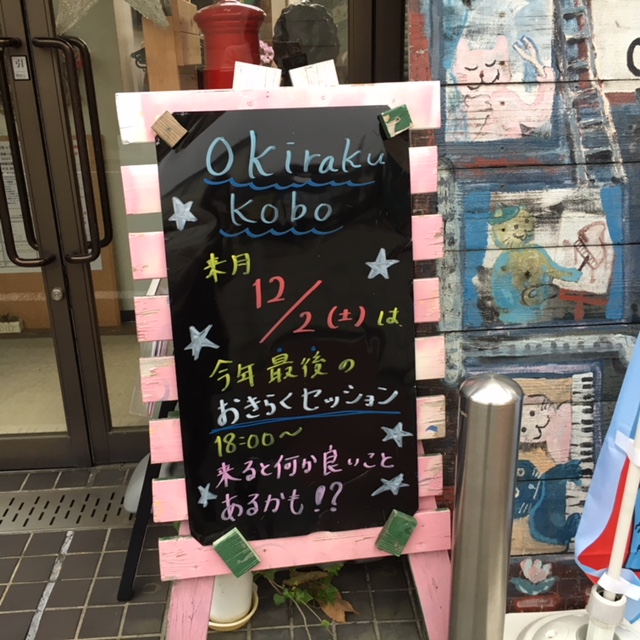 Okiraku
Kobo
来月
12/2(土)は
今年最後の
おきらくセッション
18:00〜
来ると何か良いこと
あるかも!?